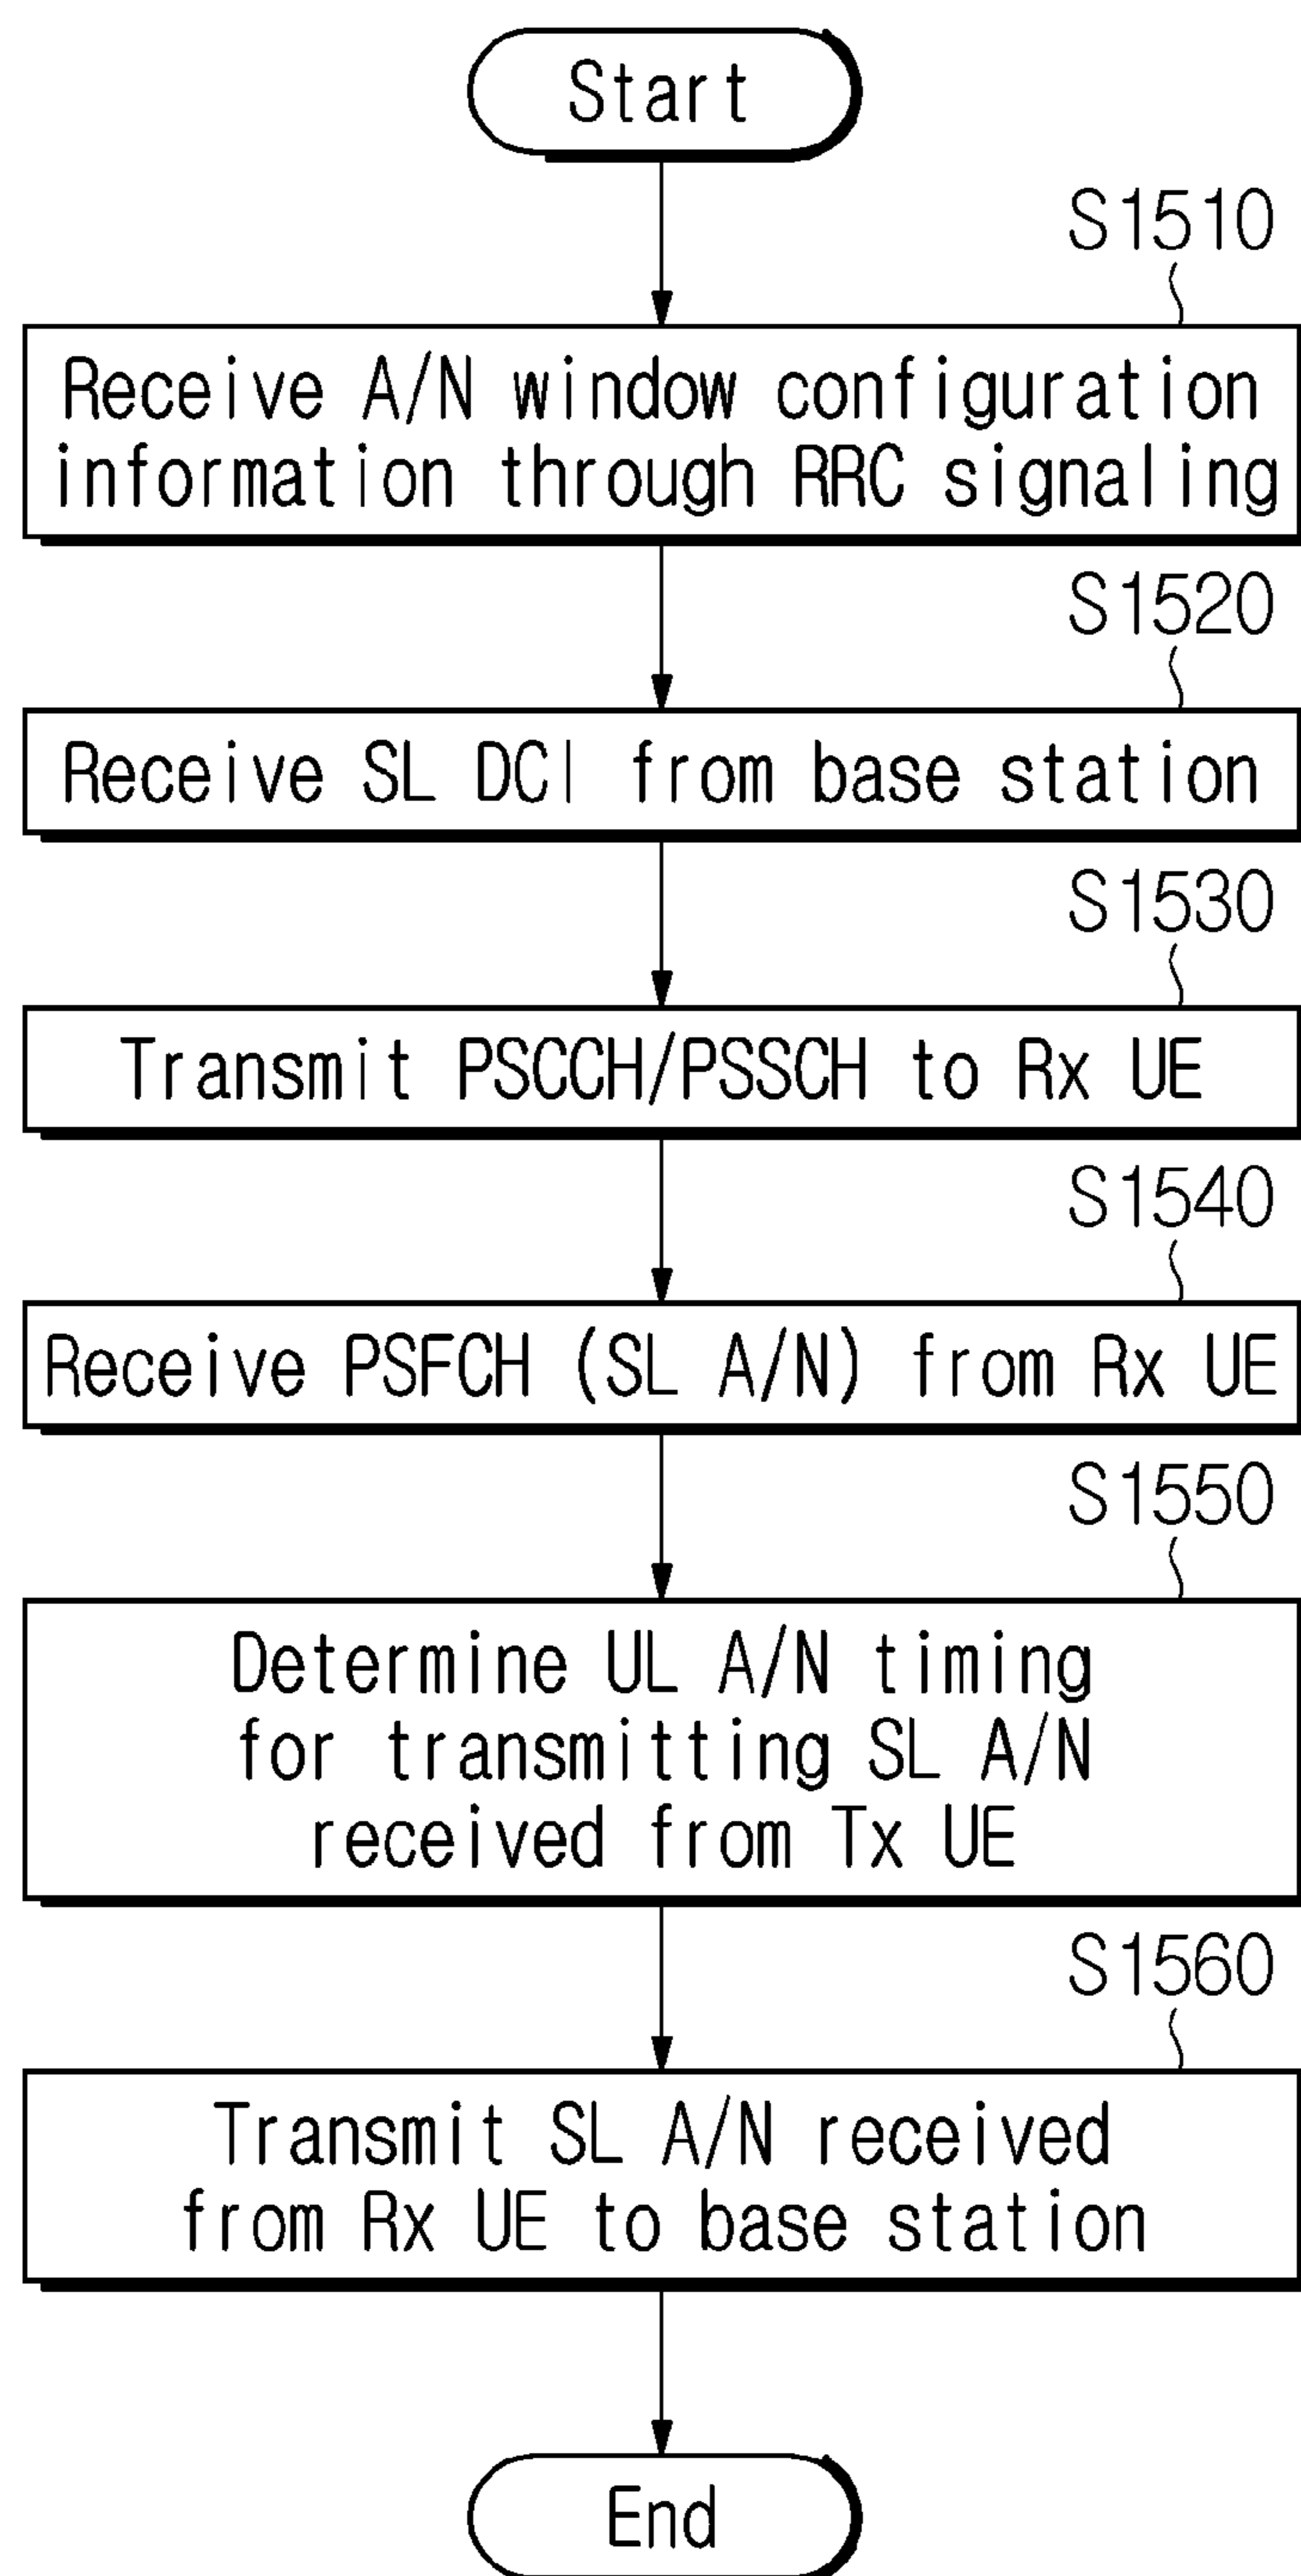 Start
S1510
Receive A/N window configuration
information through RRC signaling
S1520
Receive SL DCI from base station
S1530
Transmit PSCCH/PSSCH to Rx UE
S1540
Receive PSFCH (SL A/N) from Rx UE
S1550
Determine UL A/N timing
for transmitting SL A/N
received from Tx UE
S1560
Transmit SL A/N received
from Rx UE to base station
End